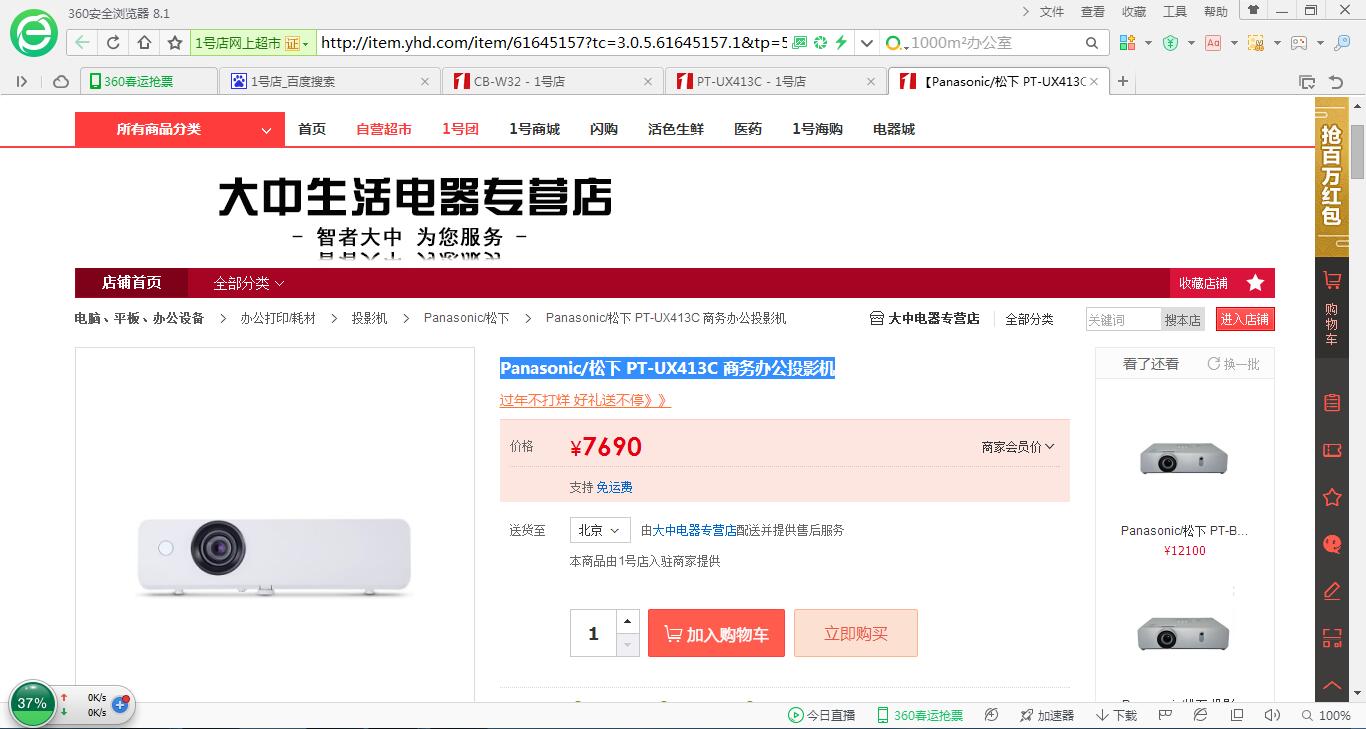 360安全浏览器 8.1
文件 查看 收藏 工具 帮助
1号店网上超市 证
http://item.yhd.com/item/61645157?tc=3.0.5.61645157.1&tp=5
1000m²办公室
360春运抢票
1号店_百度搜索
CB-W32 - 1号店
PT-UX413C - 1号店
【Panasonic/松下 PT-UX413C
所有商品分类
首页 自营超市 1号团 1号商城 闪购 活色生鲜 医药 1号海购 电器城
抢百万红包
大中生活电器专营店
- 智者大中 为您服务 -
店铺首页 全部分类
收藏店铺
电脑、平板、办公设备 > 办公打印/耗材 > 投影机 > Panasonic/松下 > Panasonic/松下 PT-UX413C 商务办公投影机
大中电器专营店 全部分类
关键词 搜本店 进入店铺
购物车
Panasonic/松下 PT-UX413C 商务办公投影机
过年不打烊 好礼送不停》》
价格 ¥7690
商家会员价
支持 免运费
送货至 北京 由大中电器专营店配送并提供售后服务
本商品由1号店入驻商家提供
1 加入购物车 立即购买
看了还看 换一批
Panasonic/松下 PT-B...
¥12100
37% 0K/s
0K/s
今日直播 360春运抢票 加速器 下载 100%